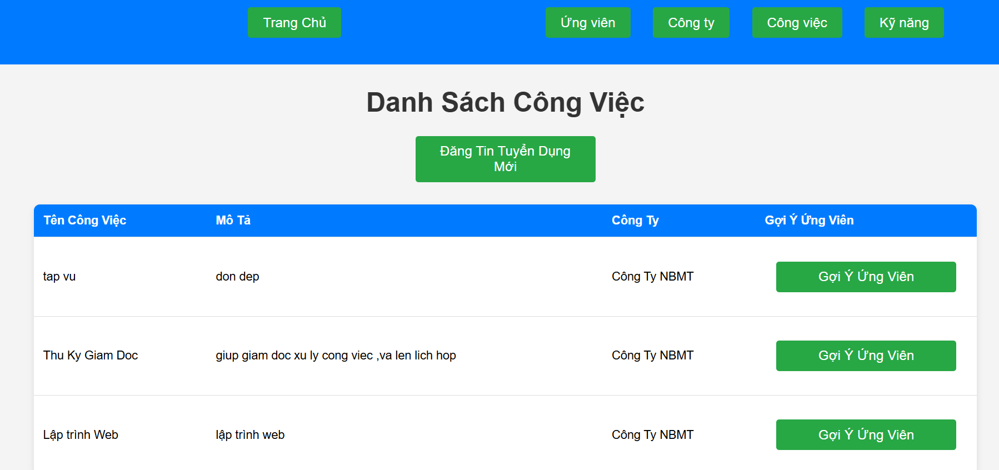 Trang Chủ Ứng viên Công ty Công việc Kỹ năng
Danh Sách Công Việc
Đăng Tin Tuyển Dụng
Mới
Tên Công Việc Mô Tả Công Ty Gợi Ý Ứng Viên
tap vu don dep Công Ty NBMT Gợi Ý Ứng Viên
Thu Ky Giam Doc giup giam doc xu ly cong viec ,va len lich hop Công Ty NBMT Gợi Ý Ứng Viên
Lập trình Web lập trình web Công Ty NBMT Gợi Ý Ứng Viên